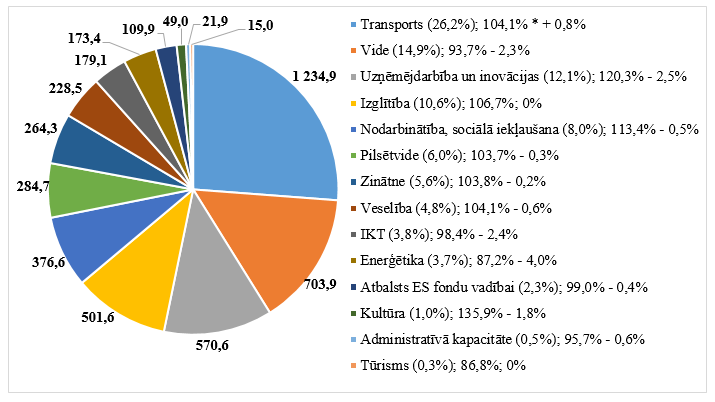 49,0
21,9
15,0
109,9
173,4
179,1
228,5
264,3
284,7
376,6
501,6
570,6
703,9
1 234,9
Transports (26,2%); 104,1% * + 0,8%
Vide (14,9%); 93,7% - 2,3%
Uzņēmējdarbība un inovācijas (12,1%); 120,3% - 2,5%
Izglītība (10,6%); 106,7%; 0%
Nodarbinātība, sociālā iekļaušana (8,0%); 113,4% - 0,5%
Pilsētvide (6,0%); 103,7% - 0,3%
Zinātne (5,6%); 103,8% - 0,2%
Veselība (4,8%); 104,1% - 0,6%
IKT (3,8%); 98,4% - 2,4%
Enerģētika (3,7%); 87,2% - 4,0%
Atbalsts ES fondu vadībai (2,3%); 99,0% - 0,4%
Kultūra (1,0%); 135,9% - 1,8%
Administratīvā kapacitāte (0,5%); 95,7% - 0,6%
Tūrisms (0,3%); 86,8%; 0%